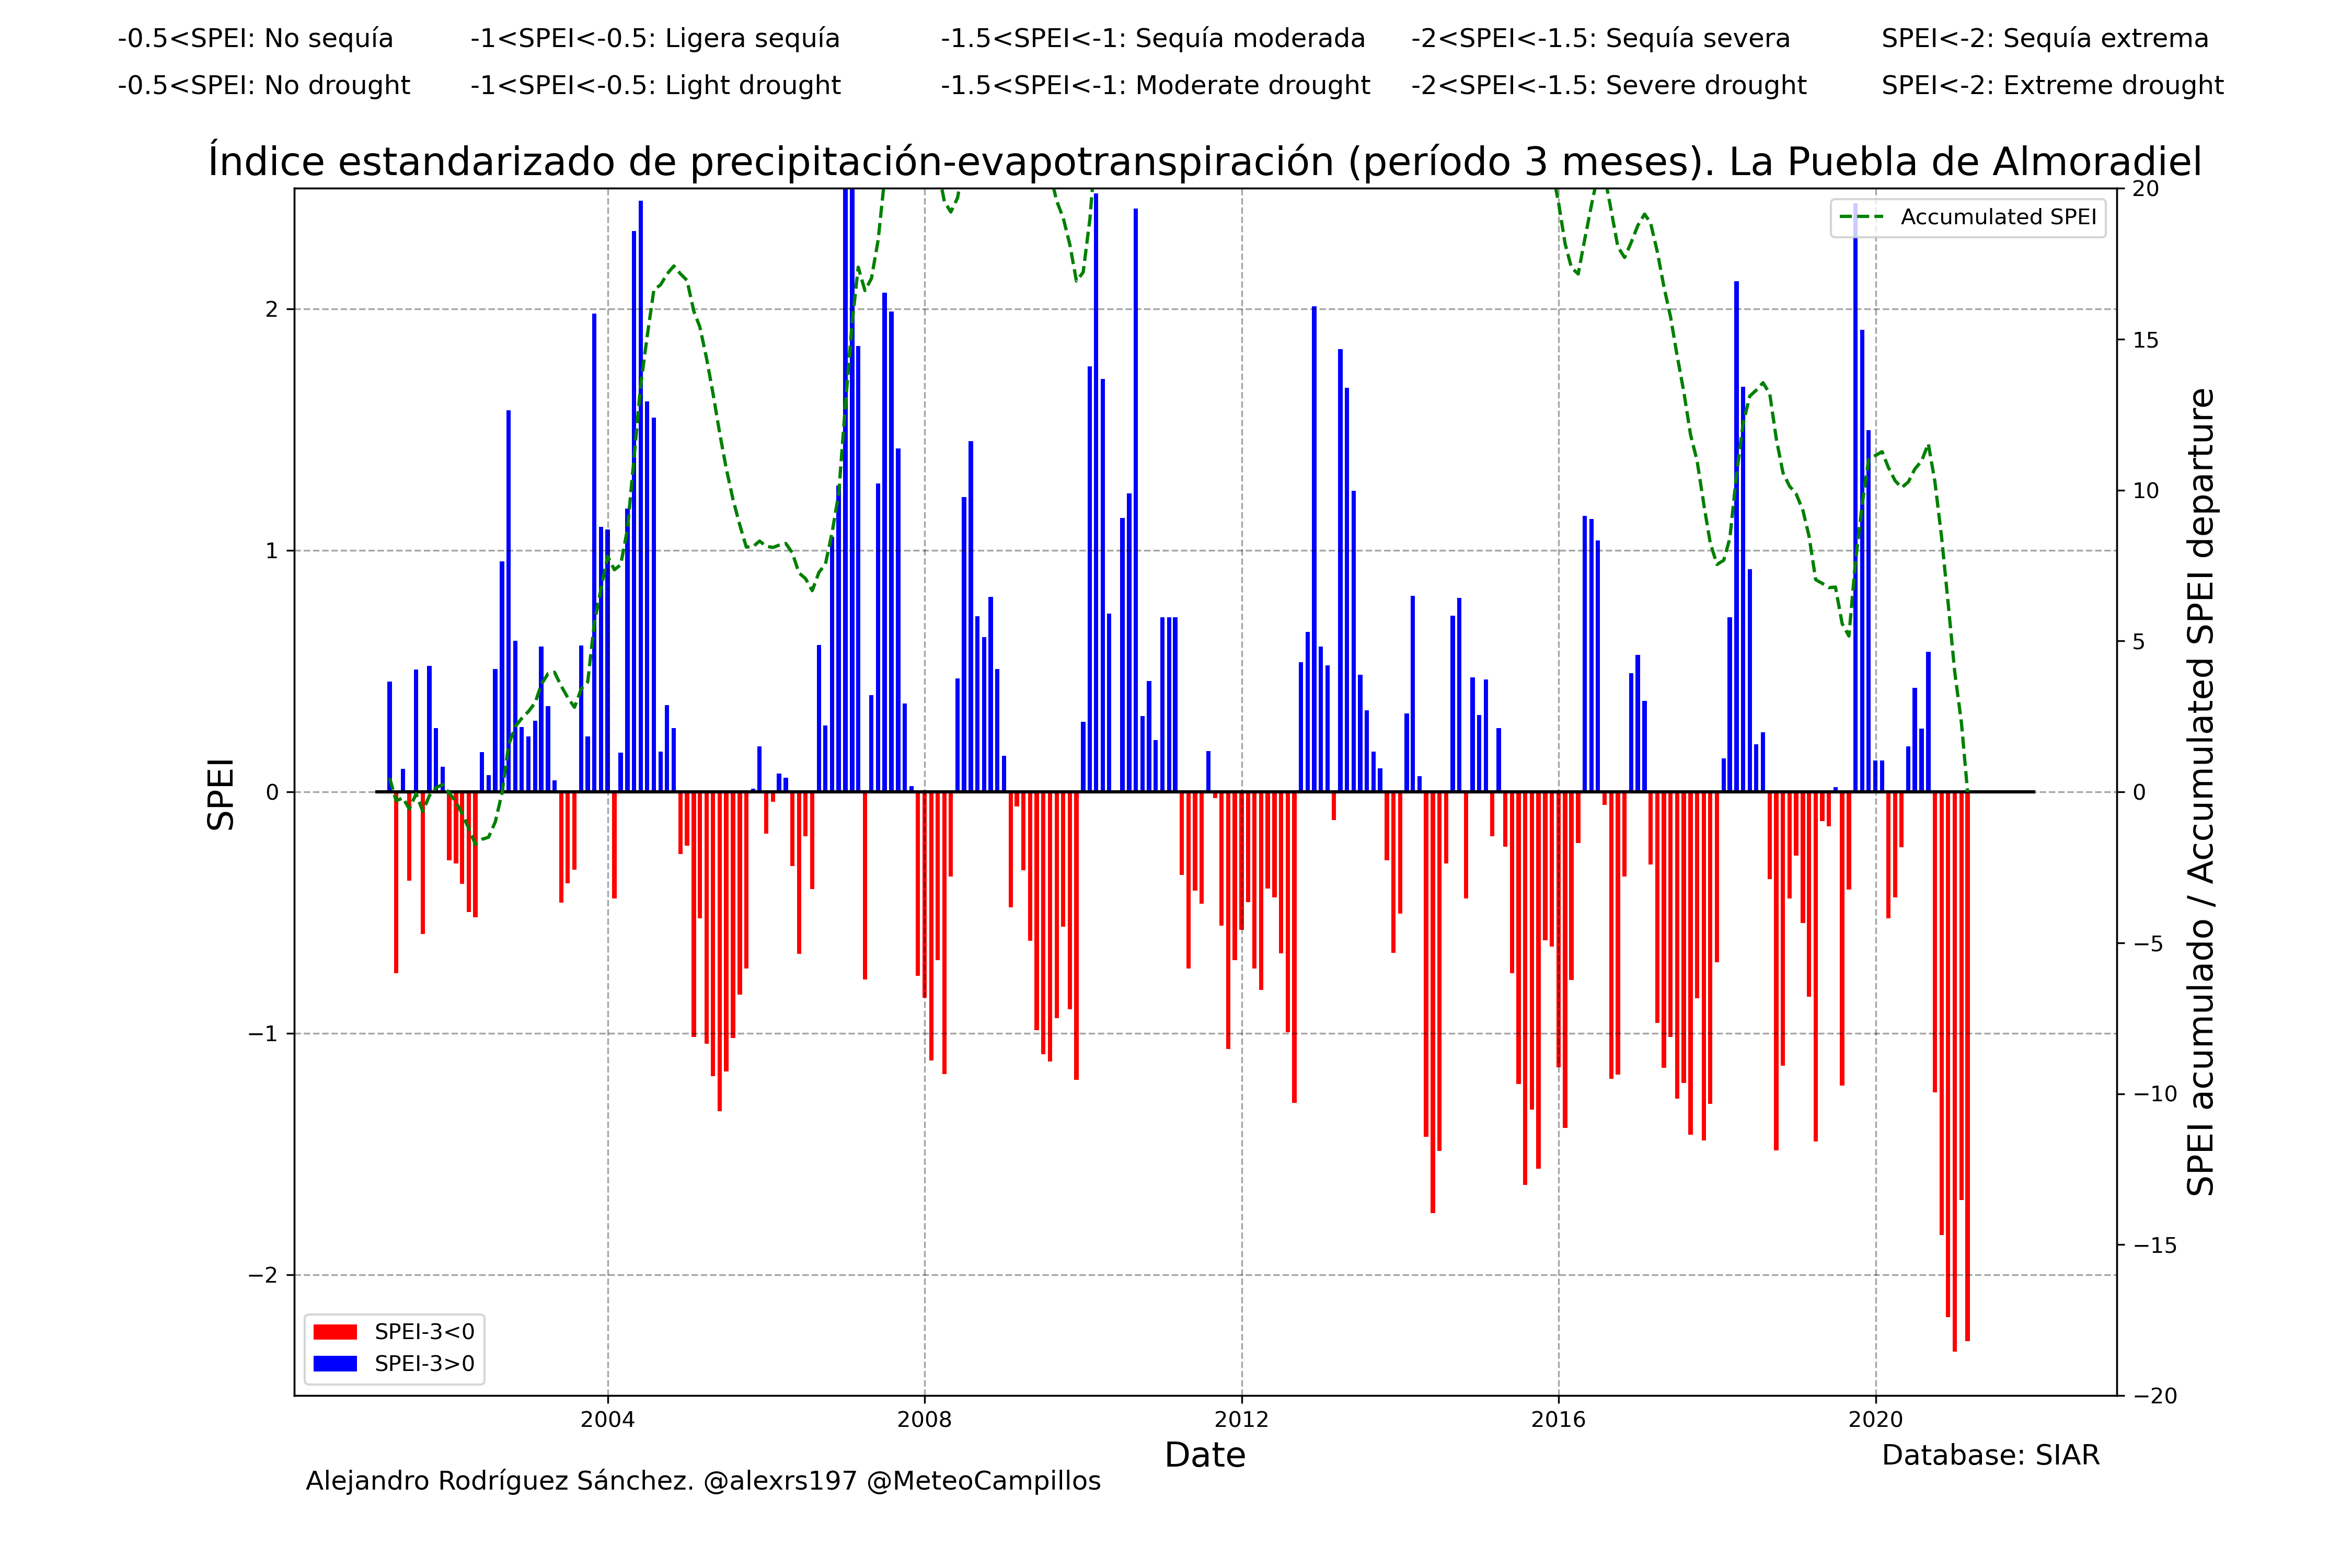 -0.5<SPEI: No sequía -1<SPEI<-0.5: Ligera sequía -1.5<SPEI<-1: Sequía moderada -2<SPEI<-1.5: Sequía severa SPEI<-2: Sequía extrema
-0.5<SPEI: No drought -1<SPEI<-0.5: Light drought -1.5<SPEI<-1: Moderate drought -2<SPEI<-1.5: Severe drought SPEI<-2: Extreme drought
Índice estandarizado de precipitación-evapotranspiración (período 3 meses). La Puebla de Almoradiel
Accumulated SPEI
SPEI
2
1
0
−1
−2
20
15
10
5
0
−5
−10
−15
−20
SPEI acumulado / Accumulated SPEI departure
SPEI-3<0
SPEI-3>0
2004 2008 2012 2016 2020
Date
Database: SIAR
Alejandro Rodríguez Sánchez. @alexrs197 @MeteoCampillos